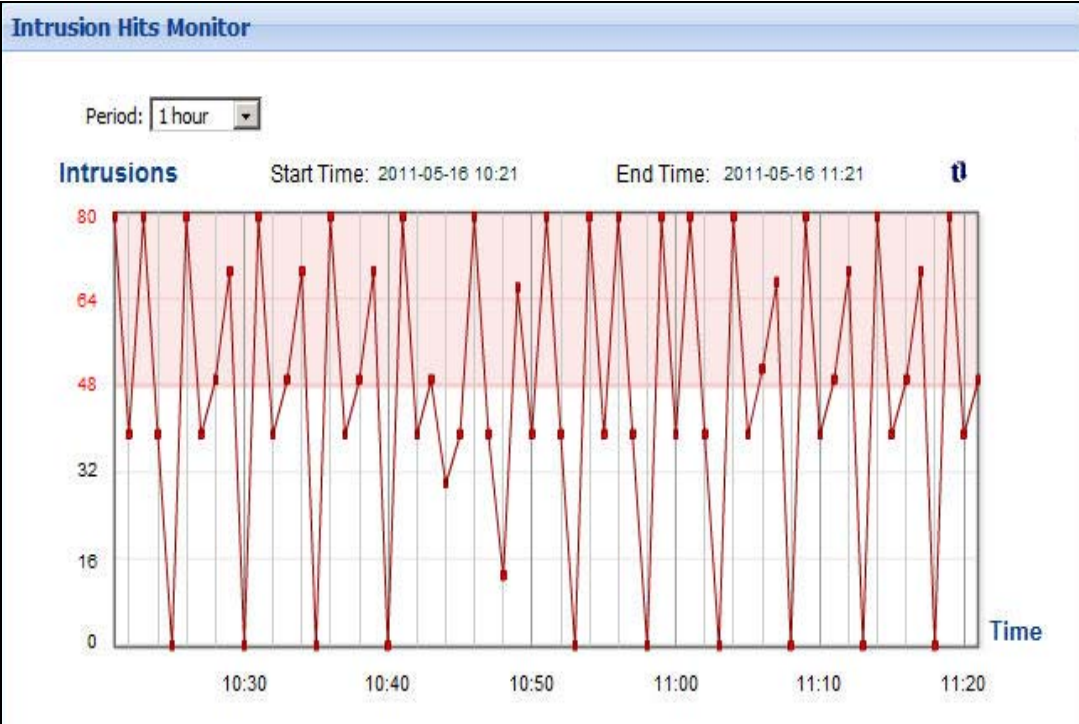 Intrusion Hits Monitor
Period: 1 hour
Intrusions Start Time: 2011-05-16 10:21 End Time: 2011-05-16 11:21
80
64
48
32
16
0
Time
10:30 10:40 10:50 11:00 11:10 11:20